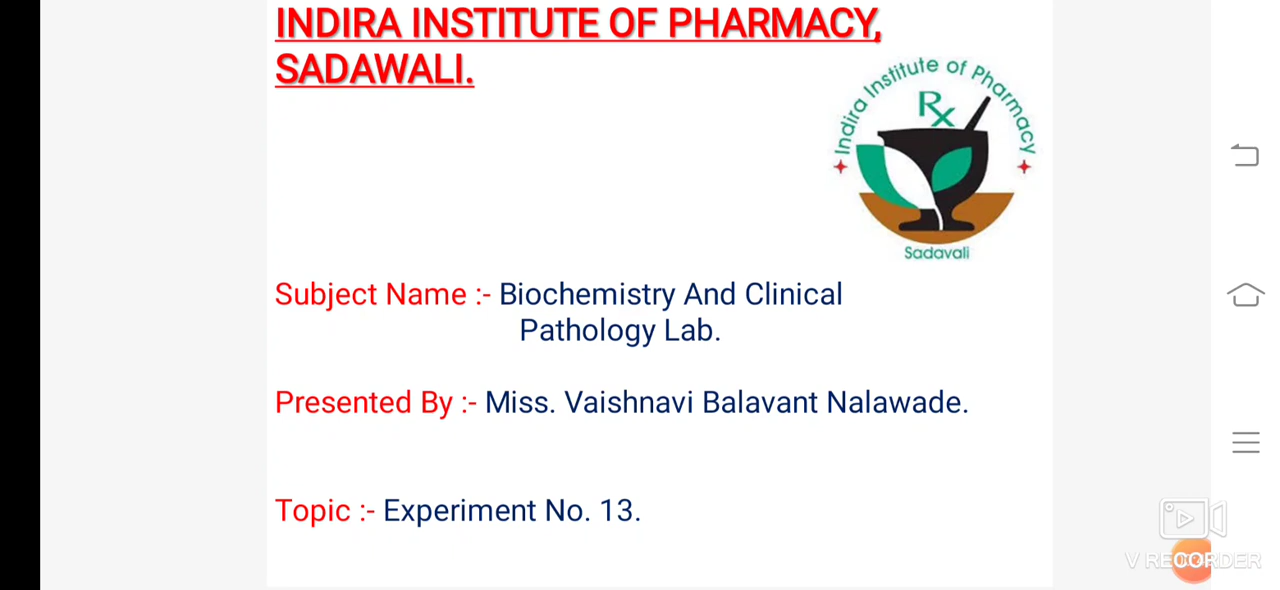 INDIRA INSTITUTE OF PHARMACY,
SADAWALI.
Indira Institute of Pharmacy
Rx
Sadavali
Subject Name :- Biochemistry And Clinical
Pathology Lab.
Presented By :- Miss. Vaishnavi Balavant Nalawade.
Topic :- Experiment No. 13.
V RECORDER